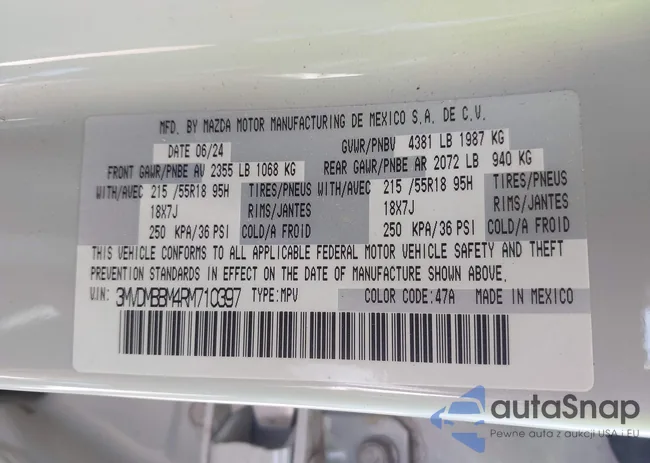 MFD. BY MAZDA MOTOR MANUFACTURING DE MEXICO S.A. DE C.V.
DATE 06/24 GVWR/PNBV 4381 LB 1987 KG
FRONT GAWR/PNBE AV 2355 LB 1068 KG REAR GAWR/PNBE AR 2072 LB 940 KG
WITH/AVEC 215 /55R18 95H TIRES/PNEUS WITH/AVEC 215 /55R18 95H TIRES/PNEUS
18X7J RIMS/JANTES 18X7J RIMS/JANTES
250 KPA/36 PSI COLD/A FROID 250 KPA/36 PSI COLD/A FROID
THIS VEHICLE CONFORMS TO ALL APPLICABLE FEDERAL MOTOR VEHICLE SAFETY AND THEFT
PREVENTION STANDARDS IN EFFECT ON THE DATE OF MANUFACTURE SHOWN ABOVE.
V.I.N: 3MVDMBBM4RM710397 TYPE:MPV COLOR CODE:47A MADE IN MEXICO
autaSnap
Pewne auta z aukcji USA i EU